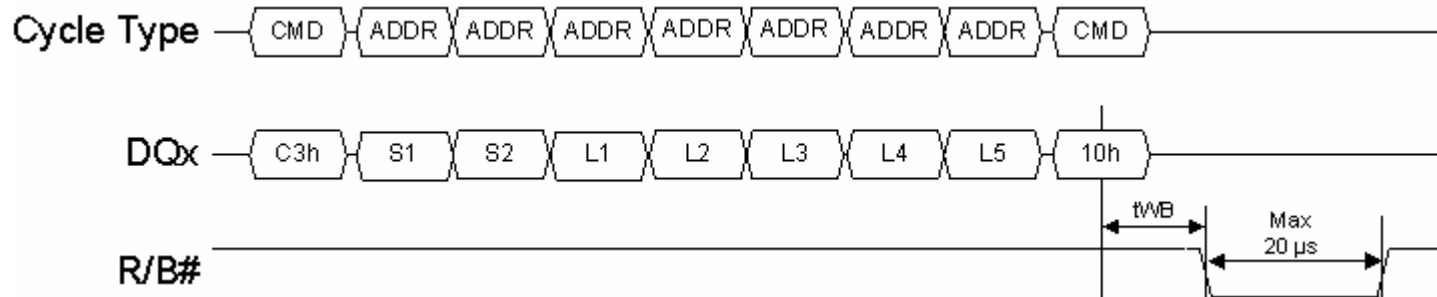 Cycle Type CMD ADDR ADDR ADDR ADDR ADDR ADDR ADDR CMD
DQx C3h S1 S2 L1 L2 L3 L4 L5 10h
tWB Max
20 µs
R/B#